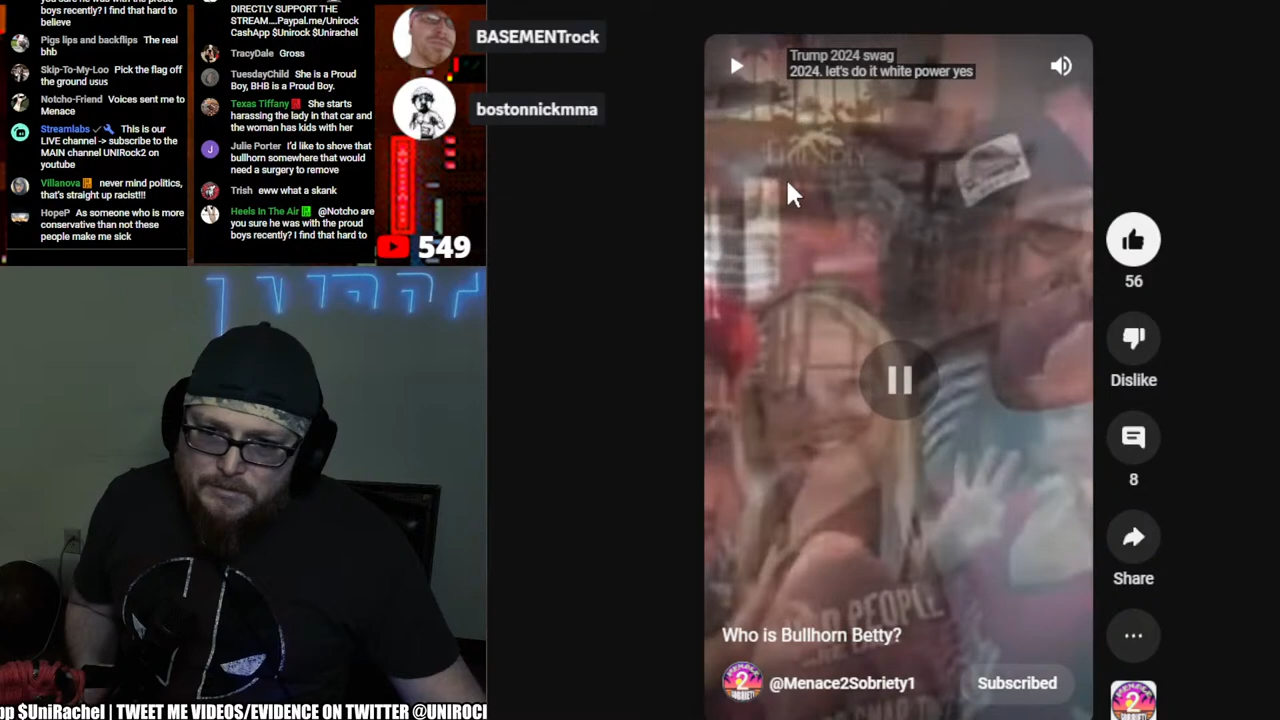 you sure he was with the proud
boys recently? I find that hard to
believe
Pigs lips and backflips The real
bhb
Skip-To-My-Loo Pick the flag off
the ground usus
Notcho-Friend Voices sent me to
Menace
Streamlabs This is our
LIVE channel -> subscribe to the
MAIN channel UNIRock2 on
youtube
Villanova never mind politics,
that's straight up racist!!!
HopeP As someone who is more
conservative than not these
people make me sick
DIRECTLY SUPPORT THE
STREAM....Paypal.me/Unirock
CashApp $Unirock $Unirachel
TracyDale Gross
TuesdayChild She is a Proud
Boy, BHB is a Proud Boy.
Texas Tiffany She starts
harassing the lady in that car and
the woman has kids with her
Julie Porter I'd like to shove that
bullhorn somewhere that would
need a surgery to remove
Trish eww what a skank
Heels In The Air @Notcho are
you sure he was with the proud
boys recently? I find that hard to
549
BASEMENTrock
bostonnickmma
Trump 2024 swag
2024. let's do it white power yes
PEOPLE
Who is Bullhorn Betty?
@Menace2Sobriety1
Subscribed
56
Dislike
8
Share
pp $UniRachel | TWEET ME VIDEOS/EVIDENCE ON TWITTER @UNIROC